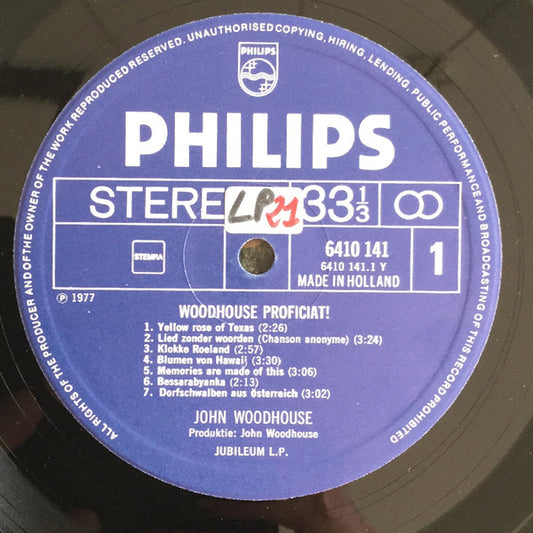 ALL RIGHTS OF THE PRODUCER AND OF THE OWNER OF THE WORK REPRODUCED RESERVED. UNAUTHORISED COPYING, HIRING, LENDING, PUBLIC PERFORMANCE AND BROADCASTING OF THIS RECORD PROHIBITED
PHILIPS
PHILIPS
STERE
LP21
33 1/3
STEMRA
6410 141
6410 141.1 Y
MADE IN HOLLAND
1
℗ 1977
WOODHOUSE PROFICIAT!
1. Yellow rose of Texas (2:26)
2. Lied zonder woorden (Chanson anonyme) (3:24)
3. Klokke Roeland (2:57)
4. Blumen von Hawaii (3:30)
5. Memories are made of this (3:06)
6. Bessarabyanka (2:13)
7. Dorfschwalben aus österreich (3:02)
JOHN WOODHOUSE
Produktie: John Woodhouse
JUBILEUM L.P.